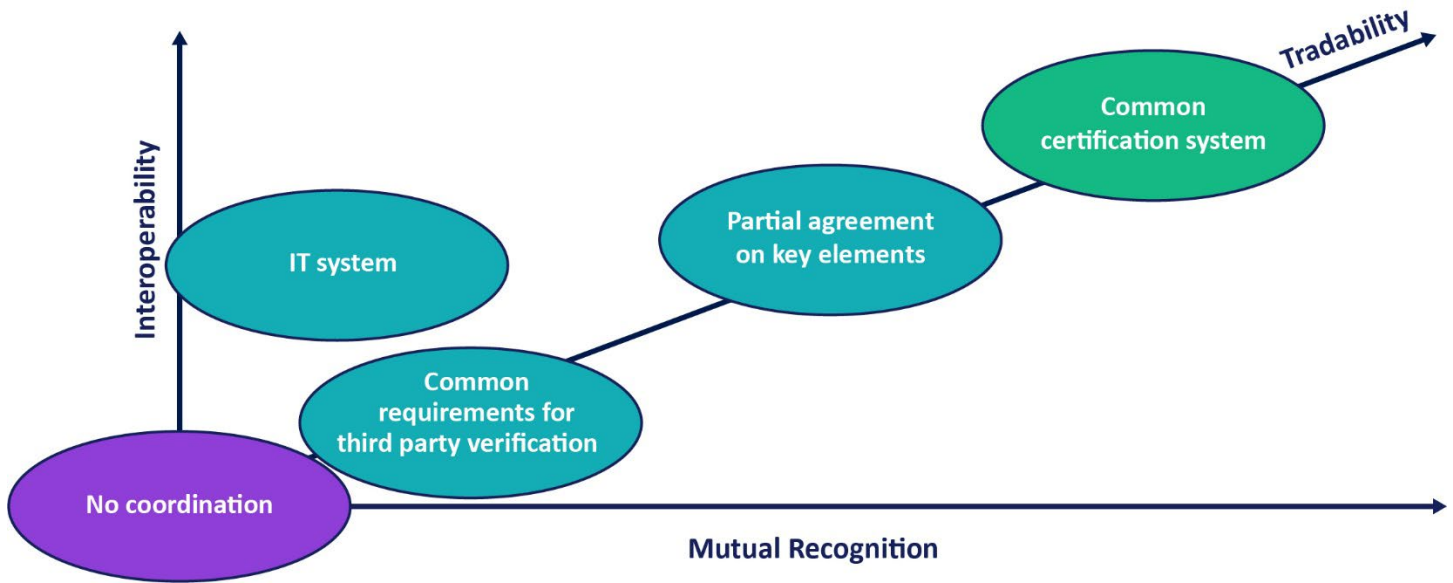 Tradability
Common
certification system
Interoperability
Partial agreement
on key elements
IT system
Common
requirements for
third party verification
No coordination
Mutual Recognition